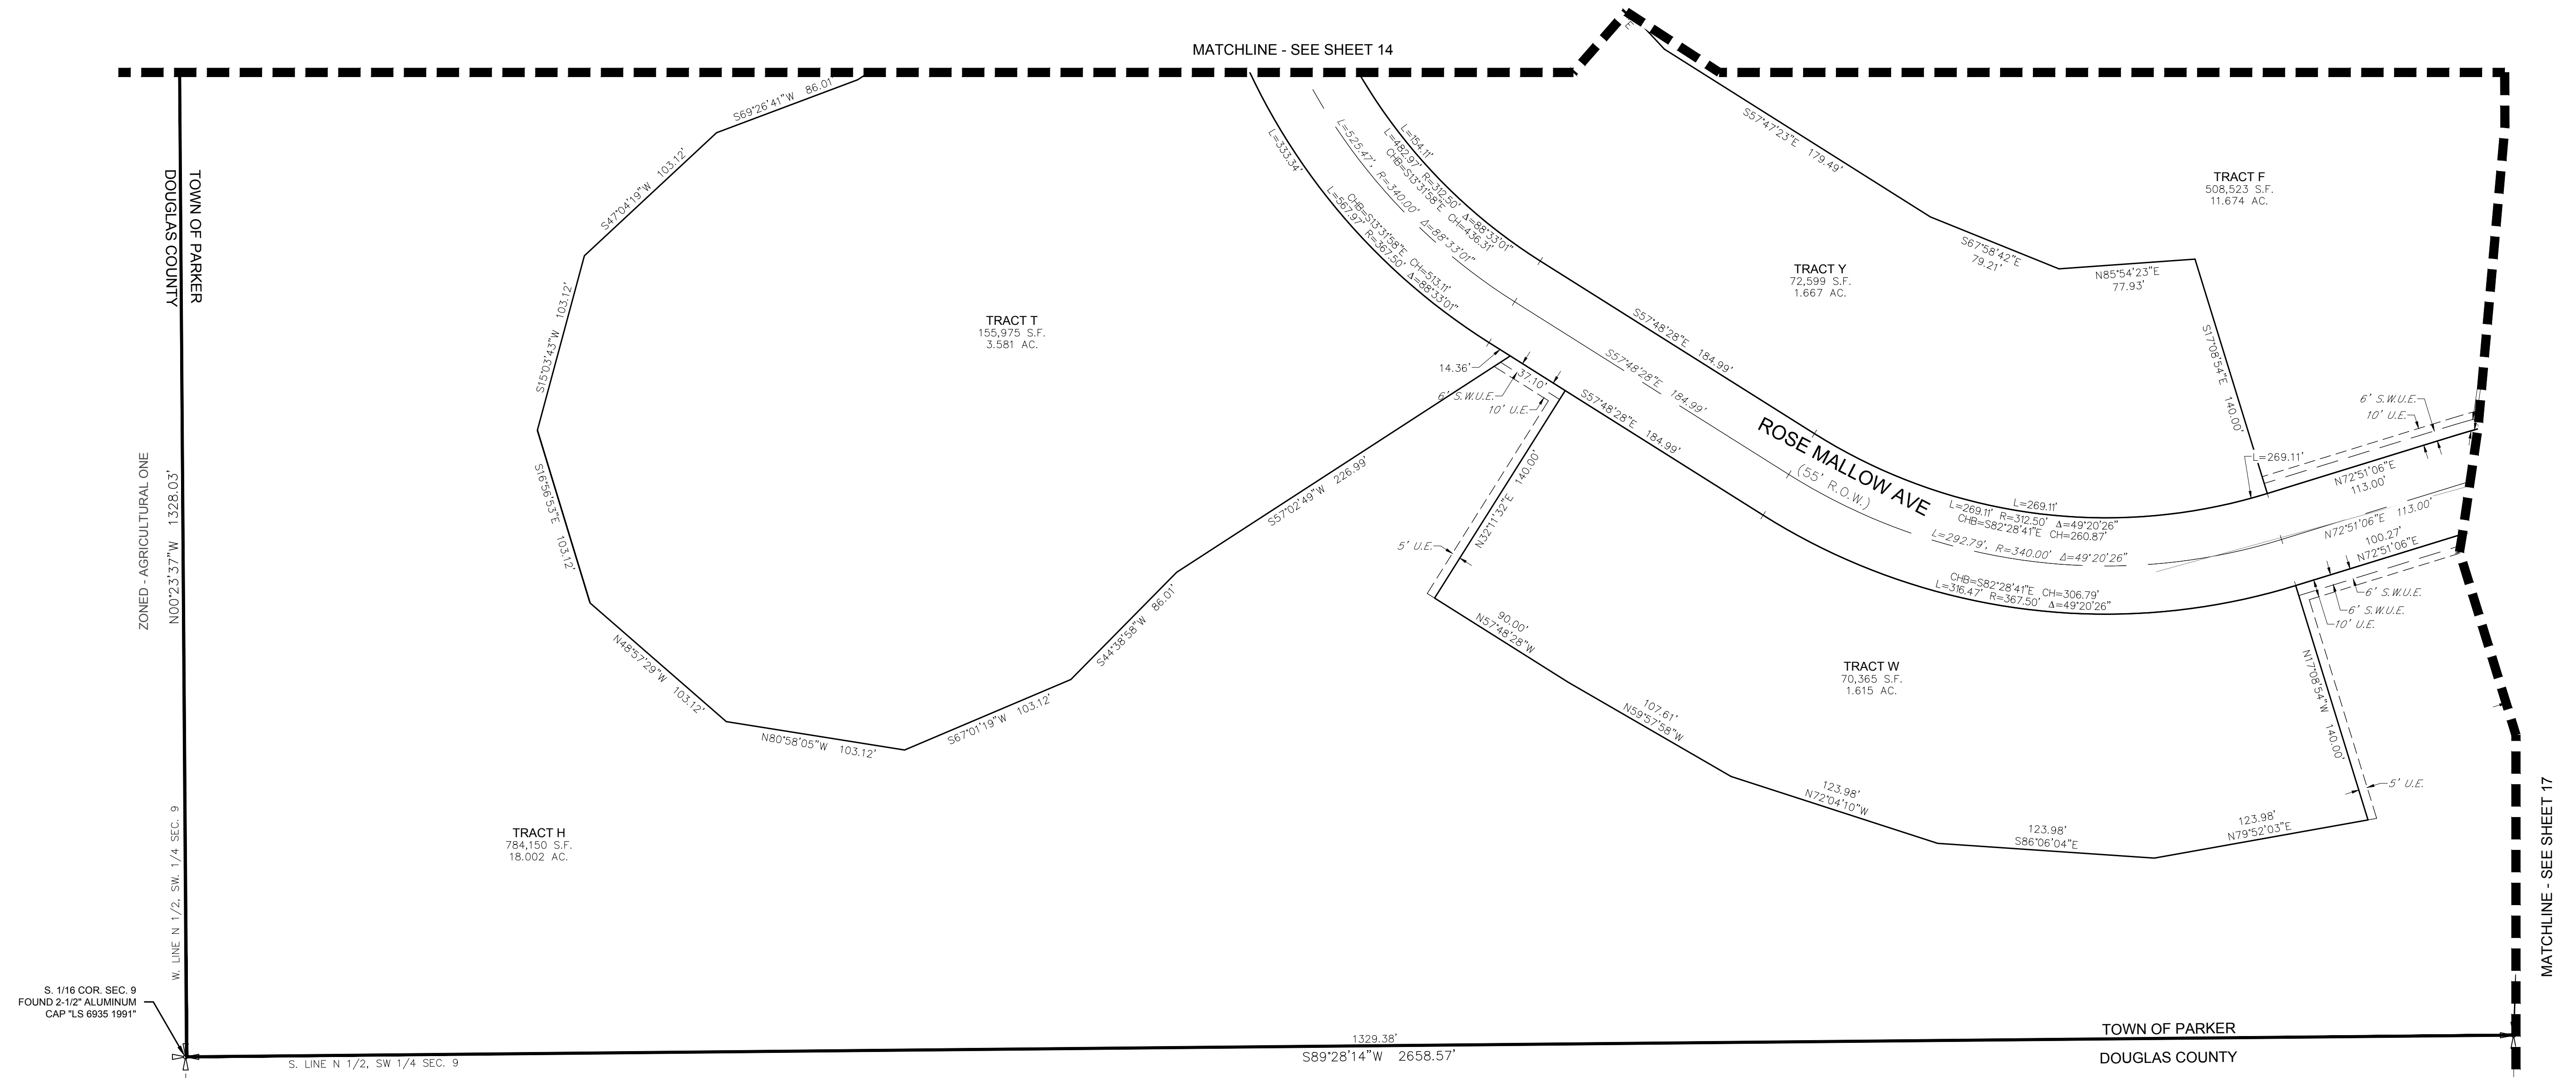 MATCHLINE - SEE SHEET 14
E
S69°26'41"W 86.01
S47°04'19"W 103.12'
S15°03'43"W 103.12'
S16°56'53"E 103.12'
N48°57'29"W 103.12'
N80°58'05"W 103.12'
S67°01'19"W 103.12'
S44°38'58"W 86.01'
S57°02'49"W 226.99'
TOWN OF PARKER
DOUGLAS COUNTY
ZONED - AGRICULTURAL ONE
N00°23'37"W 1328.03'
W. LINE N 1/2, SW. 1/4 SEC. 9
TRACT T
155,975 S.F.
3.581 AC.
L=333.34'
CHB=S13°31'58"E CH=513.11'
L=567.97'
R=367.50' Δ=88°33'01"
L=525.47', R=340.00' Δ=88°33'01"
L=154.11'
L=482.97' R=312.50' Δ=88°33'01"
CHB=S13°31'58"E CH=436.31'
S57°47'23"E 179.49'
TRACT F
508,523 S.F.
11.674 AC.
S67°58'42"E
79.21'
N85°54'23"E
77.93'
TRACT Y
72,599 S.F.
1.667 AC.
S17°08'54"E 140.00'
S57°48'28"E 184.99'
S57°48'28"E 184.99'
S57°48'28"E 184.99'
14.36'
37.10'
6' S.W.U.E.
10' U.E.
ROSE MALLOW AVE
(55' R.O.W.)
6' S.W.U.E.
10' U.E.
L=269.11'
N72°51'06"E
113.00'
L=269.11'
L=269.11' R=312.50' Δ=49°20'26"
CHB=S82°28'41"E CH=260.87'
L=292.79', R=340.00' Δ=49°20'26"
N72°51'06"E 113.00'
100.27'
N72°51'06"E
CHB=S82°28'41"E CH=306.79'
L=316.47' R=367.50' Δ=49°20'26"
6' S.W.U.E.
6' S.W.U.E.
10' U.E.
5' U.E.
N32°11'32"E 140.00'
90.00'
N57°48'28"W
107.61'
N59°57'58"W
TRACT W
70,365 S.F.
1.615 AC.
N17°08'54"W 140.00'
5' U.E.
123.98'
N72°04'10"W
123.98'
S86°06'04"E
123.98'
N79°52'03"E
TRACT H
784,150 S.F.
18.002 AC.
MATCHLINE - SEE SHEET 17
S. 1/16 COR. SEC. 9
FOUND 2-1/2" ALUMINUM
CAP "LS 6935 1991"
S. LINE N 1/2, SW 1/4 SEC. 9
1329.38'
S89°28'14"W 2658.57'
TOWN OF PARKER
DOUGLAS COUNTY